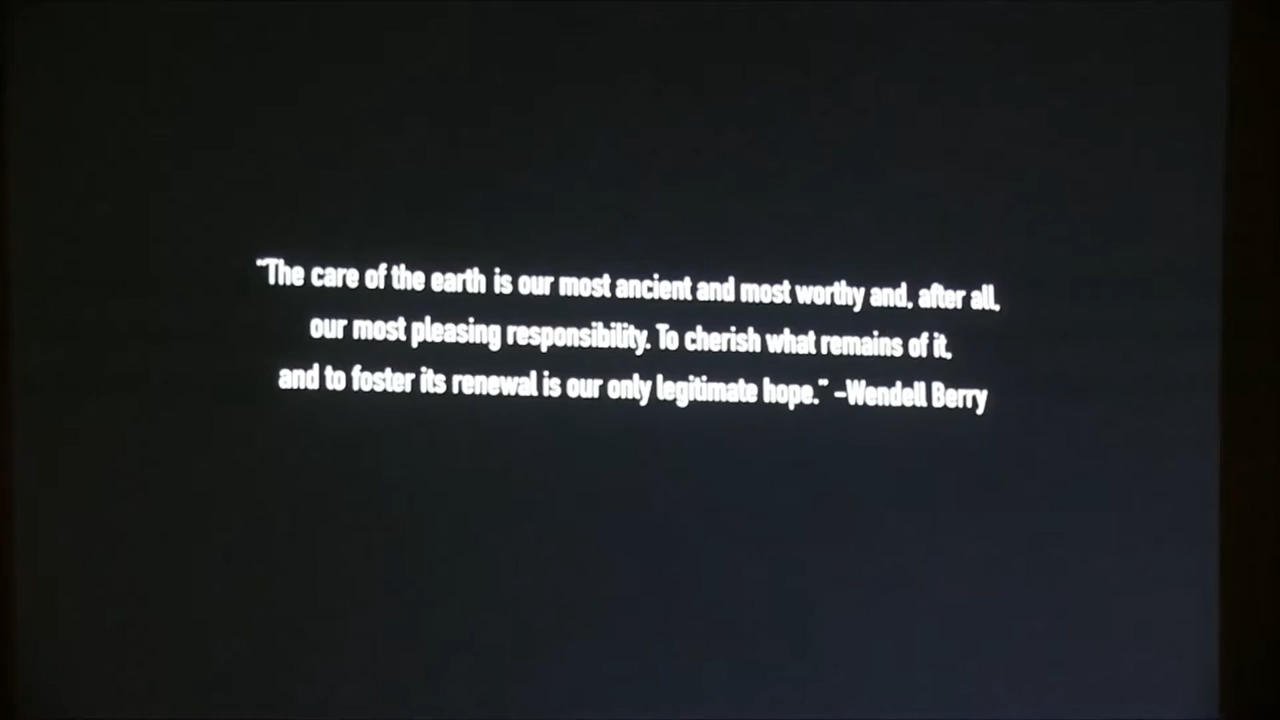 "The care of the earth is our most ancient and most worthy and, after all,
our most pleasing responsibility. To cherish what remains of it,
and to foster its renewal is our only legitimate hope." –Wendell Berry